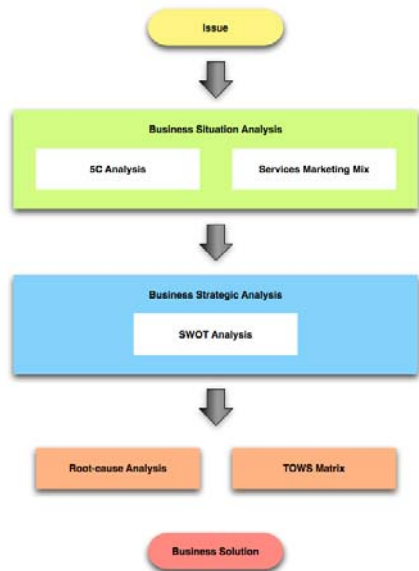 Issue
Business Situation Analysis
5C Analysis
Services Marketing Mix
Business Strategic Analysis
SWOT Analysis
Root-cause Analysis
TOWS Matrix
Business Solution